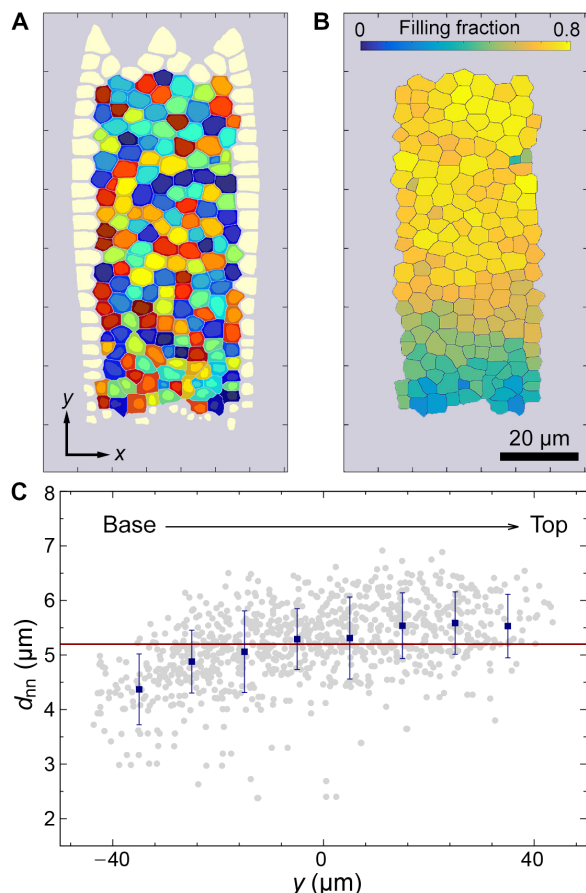 A
B
0 Filling fraction 0.8
y
x
20 μm
C
8
Base
Top
7
6
5
4
3
2
dnn (μm)
−40
0
40
y (μm)